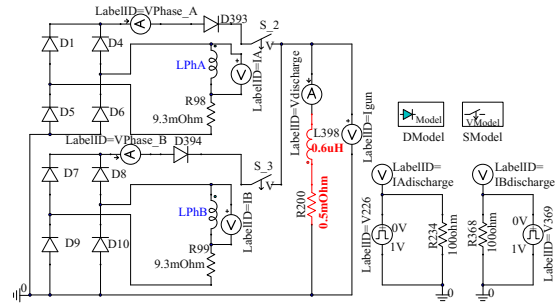 LabelID=VPhase_A
D393
S_2
V
D1
D4
LPhA
V
LabelID=IA
R98
9.3mOhm
D5
D6
A
LabelID=Vdischarge
A
L398
0.6uH
V
LabelID=Igun
R200
0.5mOhm
Model
DModel
VModel
SModel
LabelID=VPhase_B
A
D394
S_3
V
D7
D8
LPhB
V
LabelID=IB
R99
9.3mOhm
D9
D10
0
LabelID=
IAdischarge
V
LabelID=V226
0V
1V
R234
100ohm
0
LabelID=
IBdischarge
V
R368
100ohm
0V
1V
LabelID=V369
0